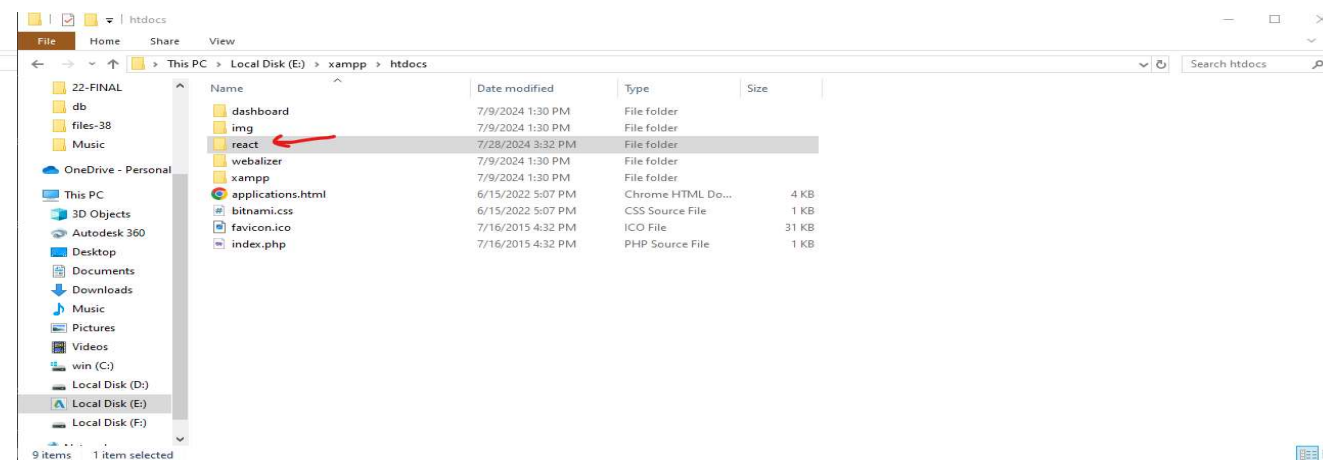 htdocs
File Home Share View
This PC > Local Disk (E:) > xampp > htdocs
Search htdocs
22-FINAL
db
files-38
Music
OneDrive - Personal
This PC
3D Objects
Autodesk 360
Desktop
Documents
Downloads
Music
Pictures
Videos
win (C:)
Local Disk (D:)
Local Disk (E:)
Local Disk (F:)
Name Date modified Type Size
dashboard 7/9/2024 1:30 PM File folder
img 7/9/2024 1:30 PM File folder
react 7/28/2024 3:32 PM File folder
webalizer 7/9/2024 1:30 PM File folder
xampp 7/9/2024 1:30 PM File folder
applications.html 6/15/2022 5:07 PM Chrome HTML Do... 4 KB
bitnami.css 6/15/2022 5:07 PM CSS Source File 1 KB
favicon.ico 7/16/2015 4:32 PM ICO File 31 KB
index.php 7/16/2015 4:32 PM PHP Source File 1 KB
9 items 1 item selected